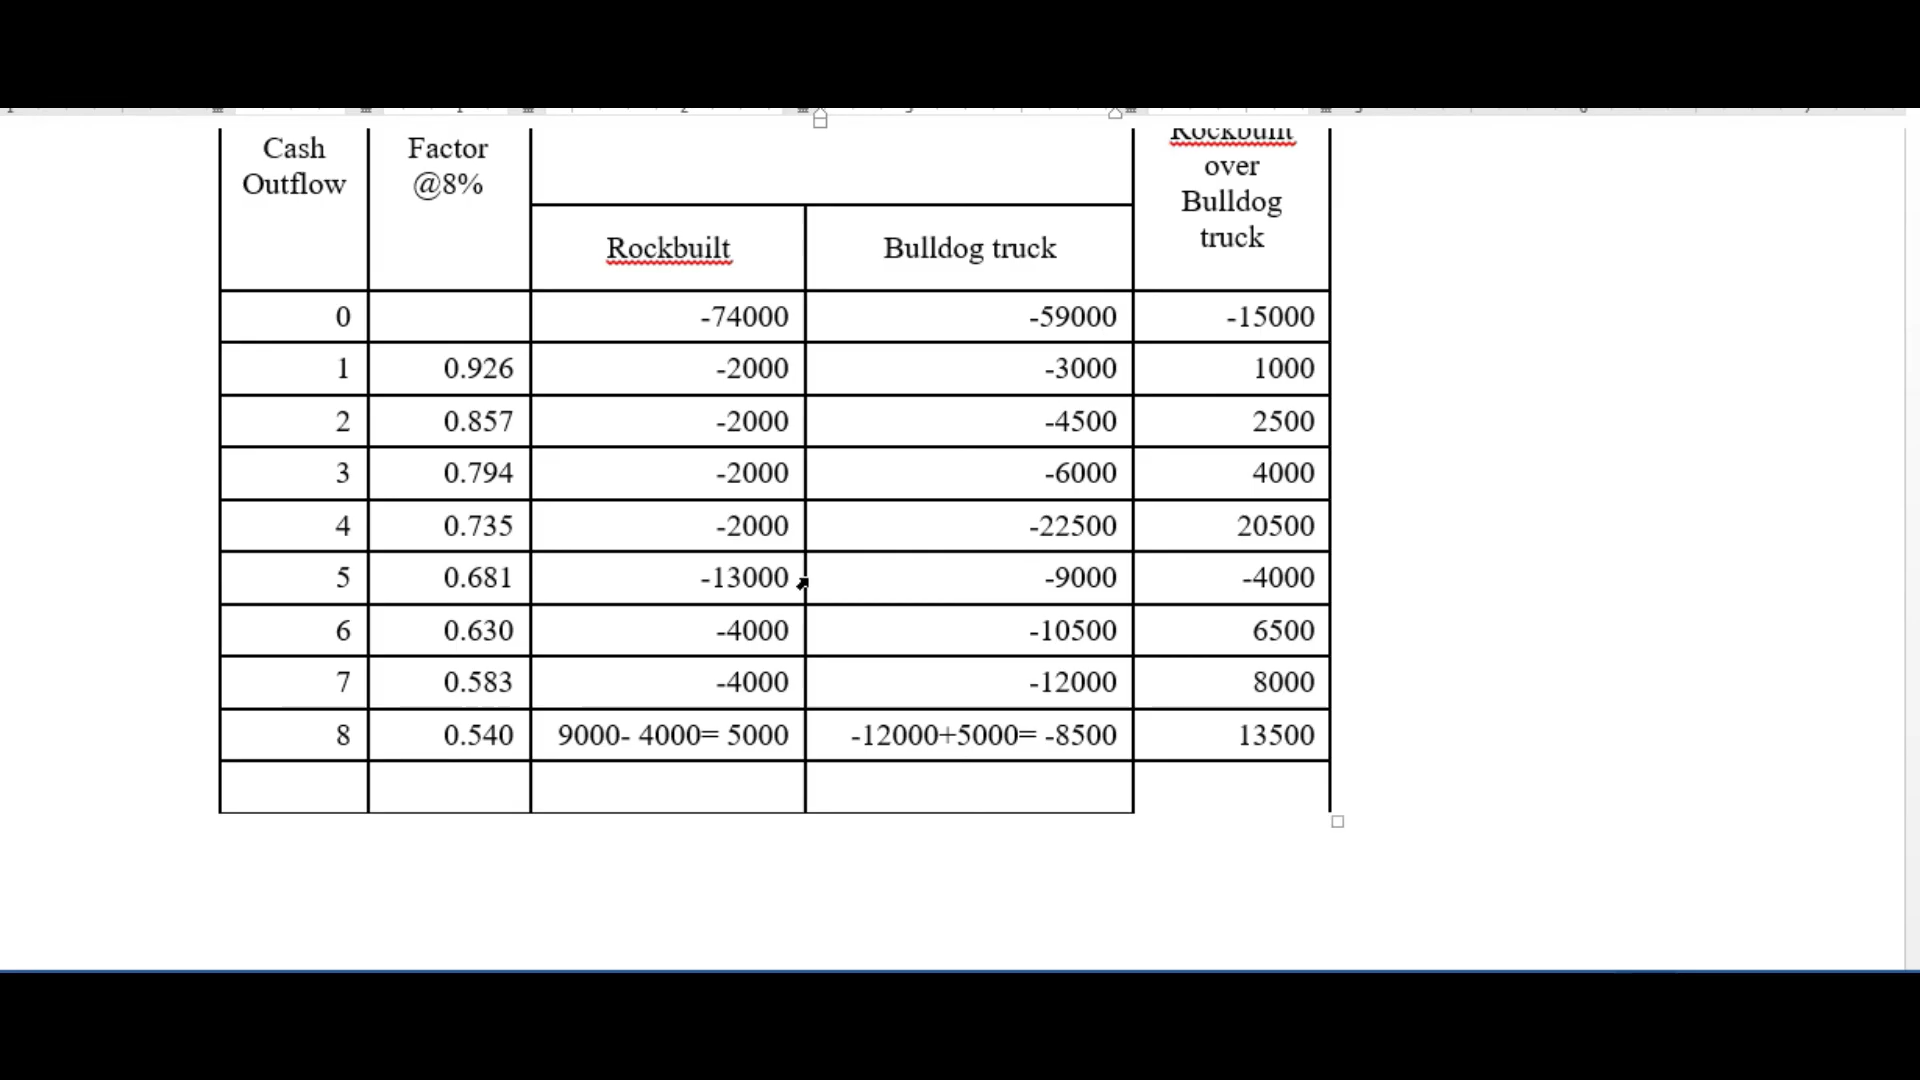 Cash
Outflow
Factor
@8%
Rockbuilt
over
Bulldog
truck
Rockbuilt Bulldog truck
0 -74000 -59000 -15000
1 0.926 -2000 -3000 1000
2 0.857 -2000 -4500 2500
3 0.794 -2000 -6000 4000
4 0.735 -2000 -22500 20500
5 0.681 -13000 -9000 -4000
6 0.630 -4000 -10500 6500
7 0.583 -4000 -12000 8000
8 0.540 9000- 4000= 5000 -12000+5000= -8500 13500